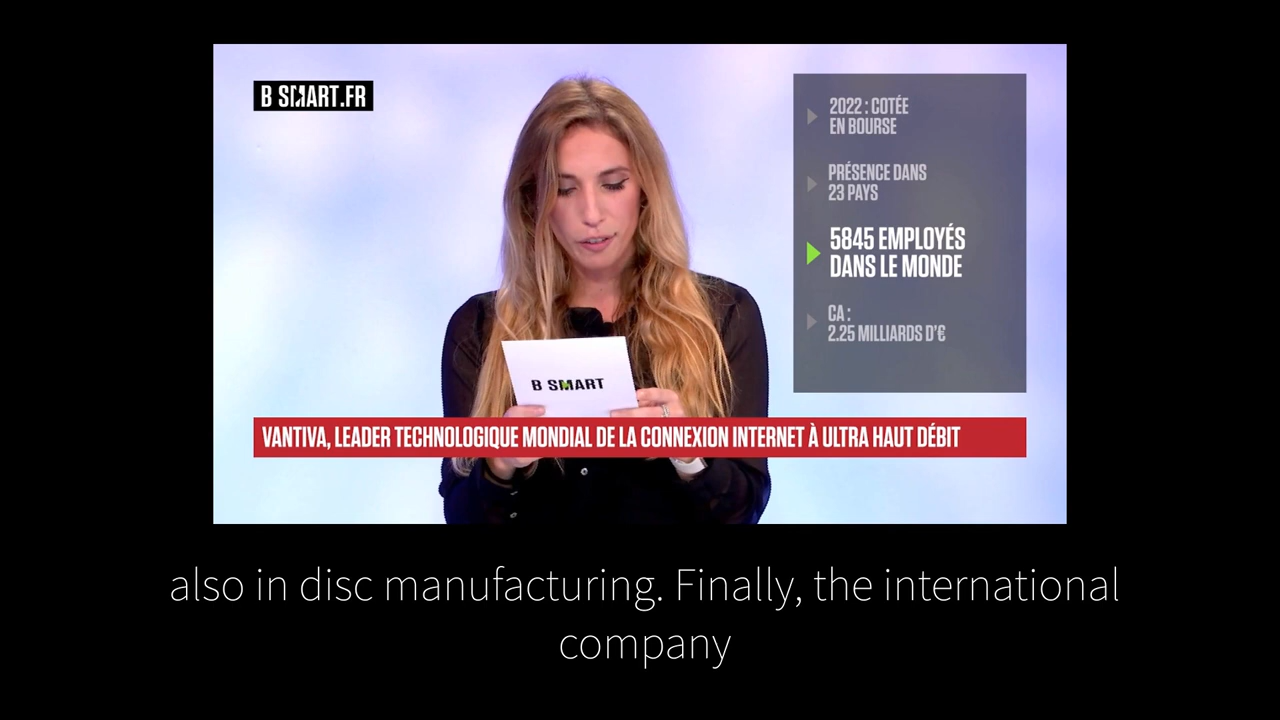 B SMART.FR
2022 : COTÉE
EN BOURSE
PRÉSENCE DANS
23 PAYS
5845 EMPLOYÉS
DANS LE MONDE
CA :
2.25 MILLIARDS D'€
B SMART
VANTIVA, LEADER TECHNOLOGIQUE MONDIAL DE LA CONNEXION INTERNET À ULTRA HAUT DÉBIT
also in disc manufacturing. Finally, the international
company